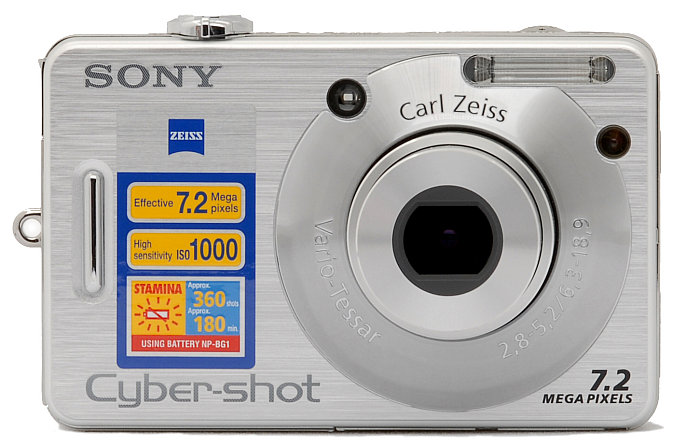 SONY
ZEISS
Effective 7.2 Mega pixels
High sensitivity ISO 1000
STAMINA
Approx. 360 shots
Approx. 180 min.
USING BATTERY NP-BG1
Cyber-shot
Carl Zeiss
Vario-Tessar
2,8-5,2/6,3-18,9
7.2
MEGA PIXELS